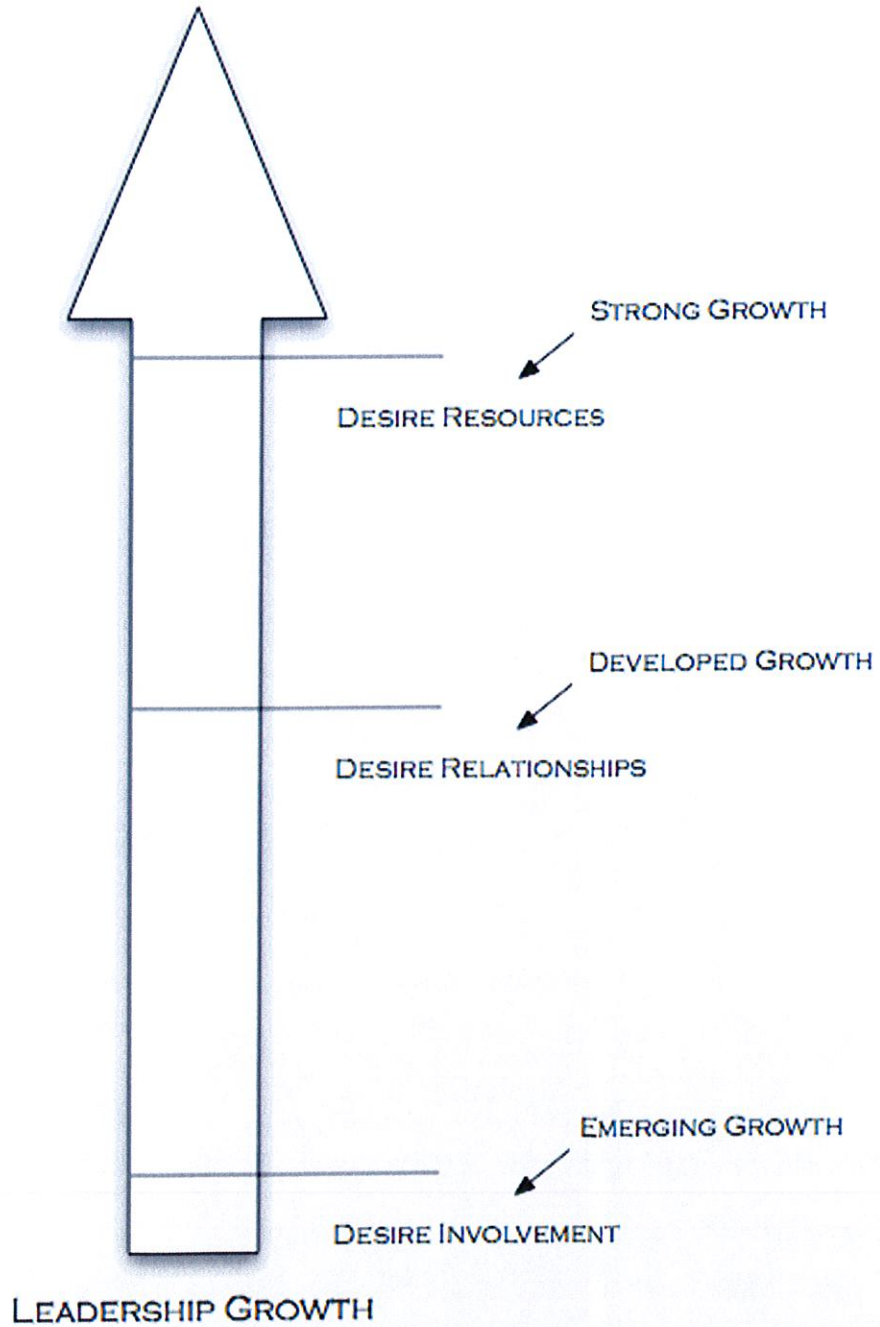 STRONG GROWTH
DESIRE RESOURCES
DEVELOPED GROWTH
DESIRE RELATIONSHIPS
EMERGING GROWTH
DESIRE INVOLVEMENT
LEADERSHIP GROWTH